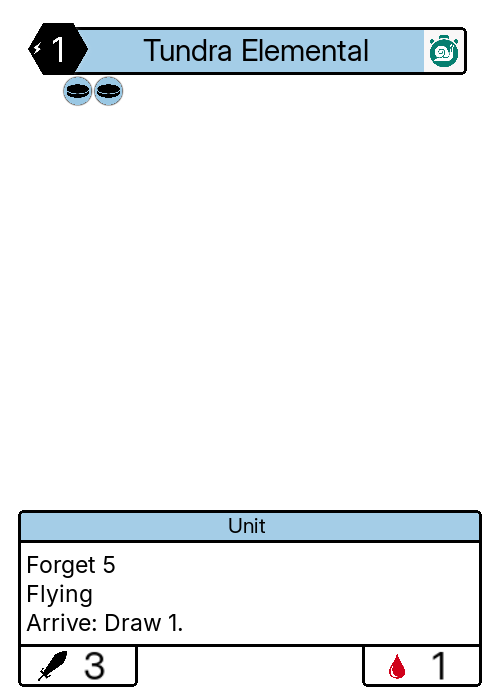 1 Tundra Elemental
Unit
Forget 5
Flying
Arrive: Draw 1.
3 1